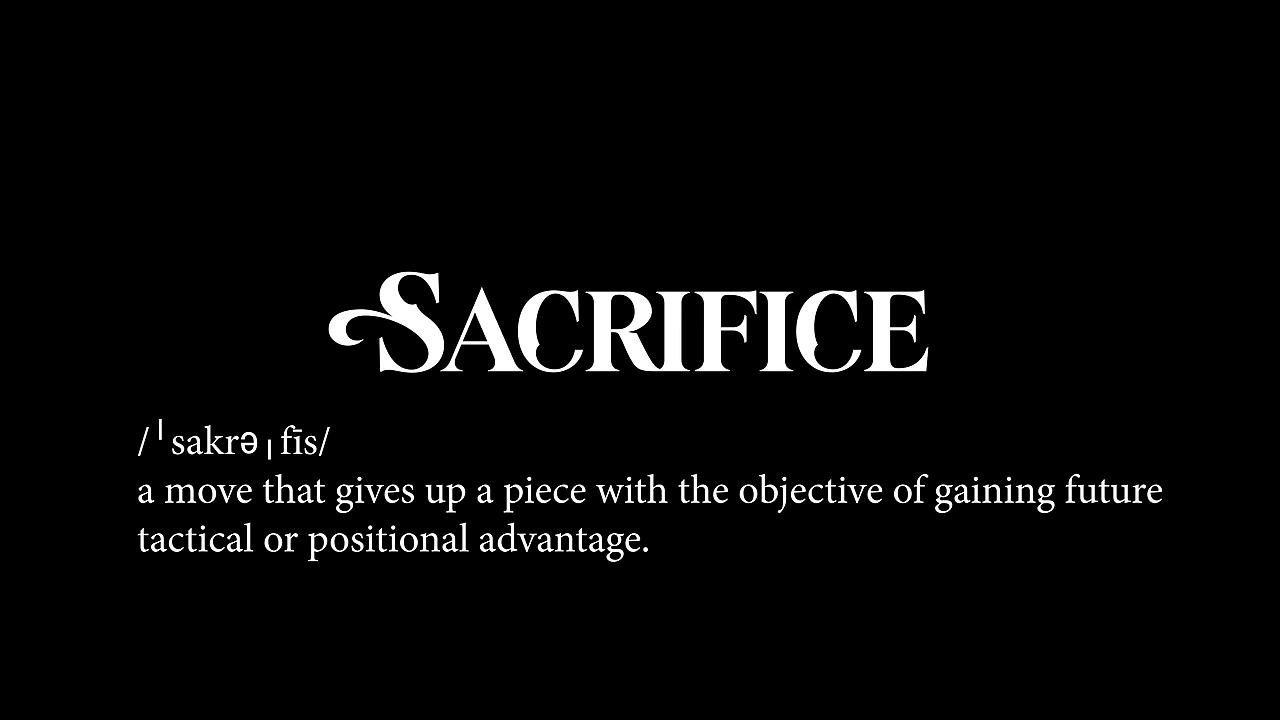 SACRIFICE
/ˈsakrəˌfīs/
a move that gives up a piece with the objective of gaining future
tactical or positional advantage.